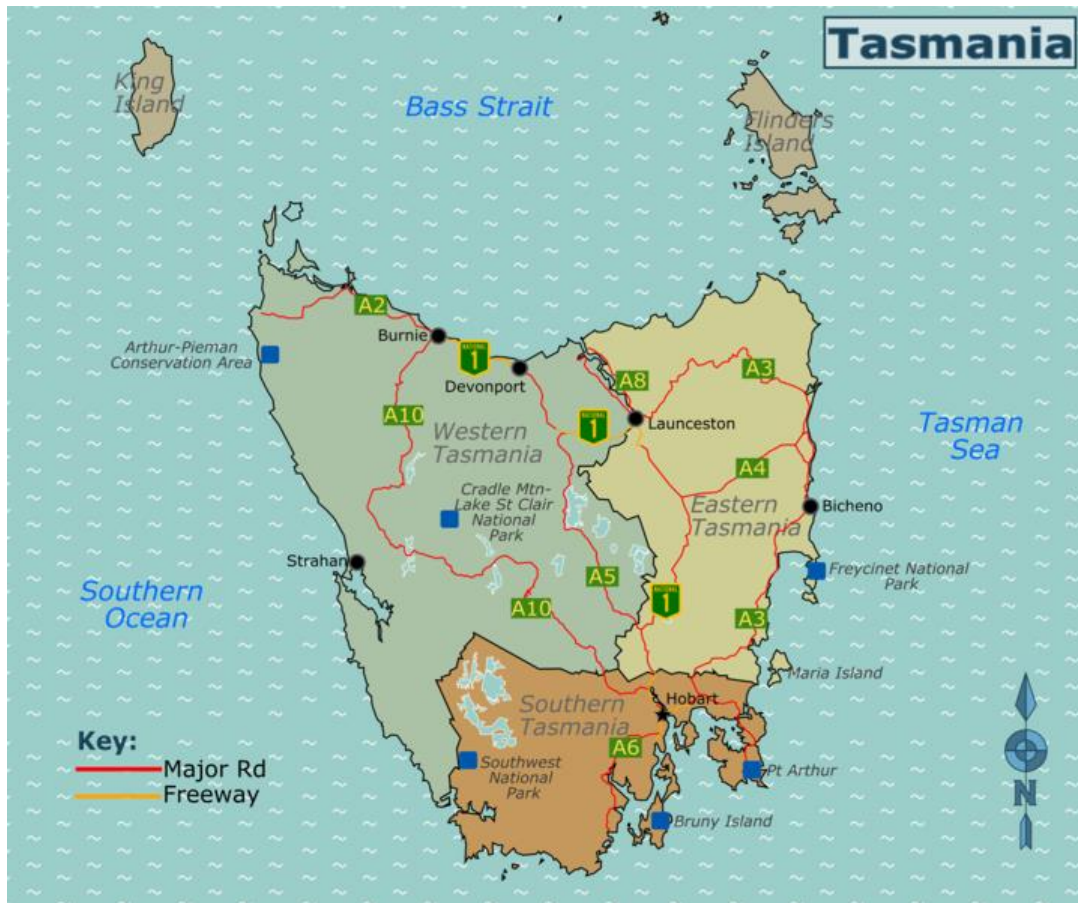 Tasmania
King
Island
Bass Strait
Flinders
Island
A2
Burnie
NATIONAL
1
Arthur-Pieman
Conservation Area
Devonport
A8
A3
A10
NATIONAL
1
Launceston
Western
Tasmania
Tasman
Sea
A4
Cradle Mtn-
Lake St Clair
National
Park
Eastern
Tasmania
Bicheno
Strahan
Freycinet National
Park
Southern
Ocean
A5
NATIONAL
1
A10
A3
Maria Island
Hobart
Southern
Tasmania
A6
Key:
Major Rd
Freeway
Southwest
National
Park
Pt Arthur
Bruny Island
N